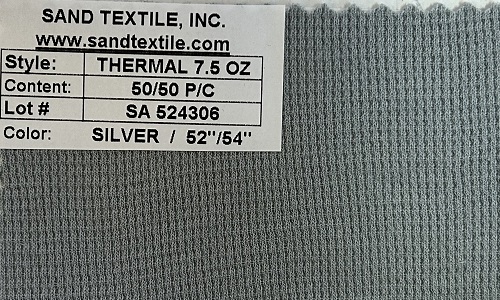 SAND TEXTILE, INC.
www.sandtextile.com
Style: THERMAL 7.5 OZ
Content: 50/50 P/C
Lot # SA 524306
Color: SILVER / 52"/54"